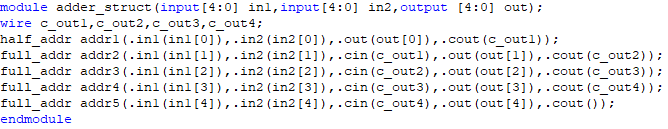 module adder_struct(input[4:0] in1,input[4:0] in2,output [4:0] out);
wire c_out1,c_out2,c_out3,c_out4;
half_addr addr1(.in1(in1[0]),.in2(in2[0]),.out(out[0]),.cout(c_out1));
full_addr addr2(.in1(in1[1]),.in2(in2[1]),.cin(c_out1),.out(out[1]),.cout(c_out2));
full_addr addr3(.in1(in1[2]),.in2(in2[2]),.cin(c_out2),.out(out[2]),.cout(c_out3));
full_addr addr4(.in1(in1[3]),.in2(in2[3]),.cin(c_out3),.out(out[3]),.cout(c_out4));
full_addr addr5(.in1(in1[4]),.in2(in2[4]),.cin(c_out4),.out(out[4]),.cout());
endmodule